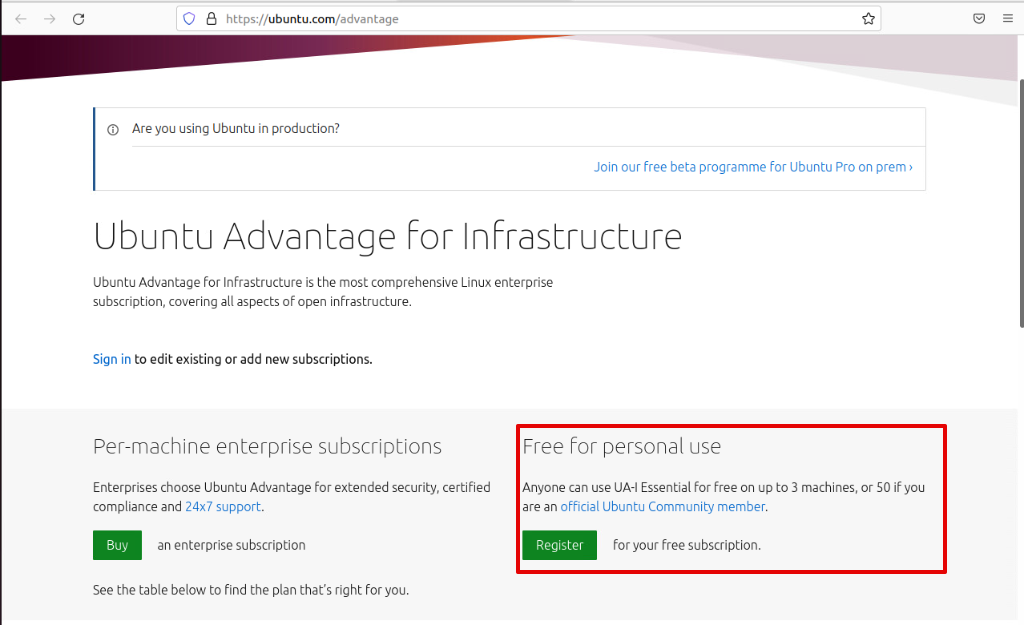 https://ubuntu.com/advantage
Are you using Ubuntu in production?
Join our free beta programme for Ubuntu Pro on prem ›
Ubuntu Advantage for Infrastructure
Ubuntu Advantage for Infrastructure is the most comprehensive Linux enterprise
subscription, covering all aspects of open infrastructure.
Sign in to edit existing or add new subscriptions.
Per-machine enterprise subscriptions
Enterprises choose Ubuntu Advantage for extended security, certified
compliance and 24x7 support.
Buy an enterprise subscription
See the table below to find the plan that's right for you.
Free for personal use
Anyone can use UA-I Essential for free on up to 3 machines, or 50 if you
are an official Ubuntu Community member.
Register for your free subscription.